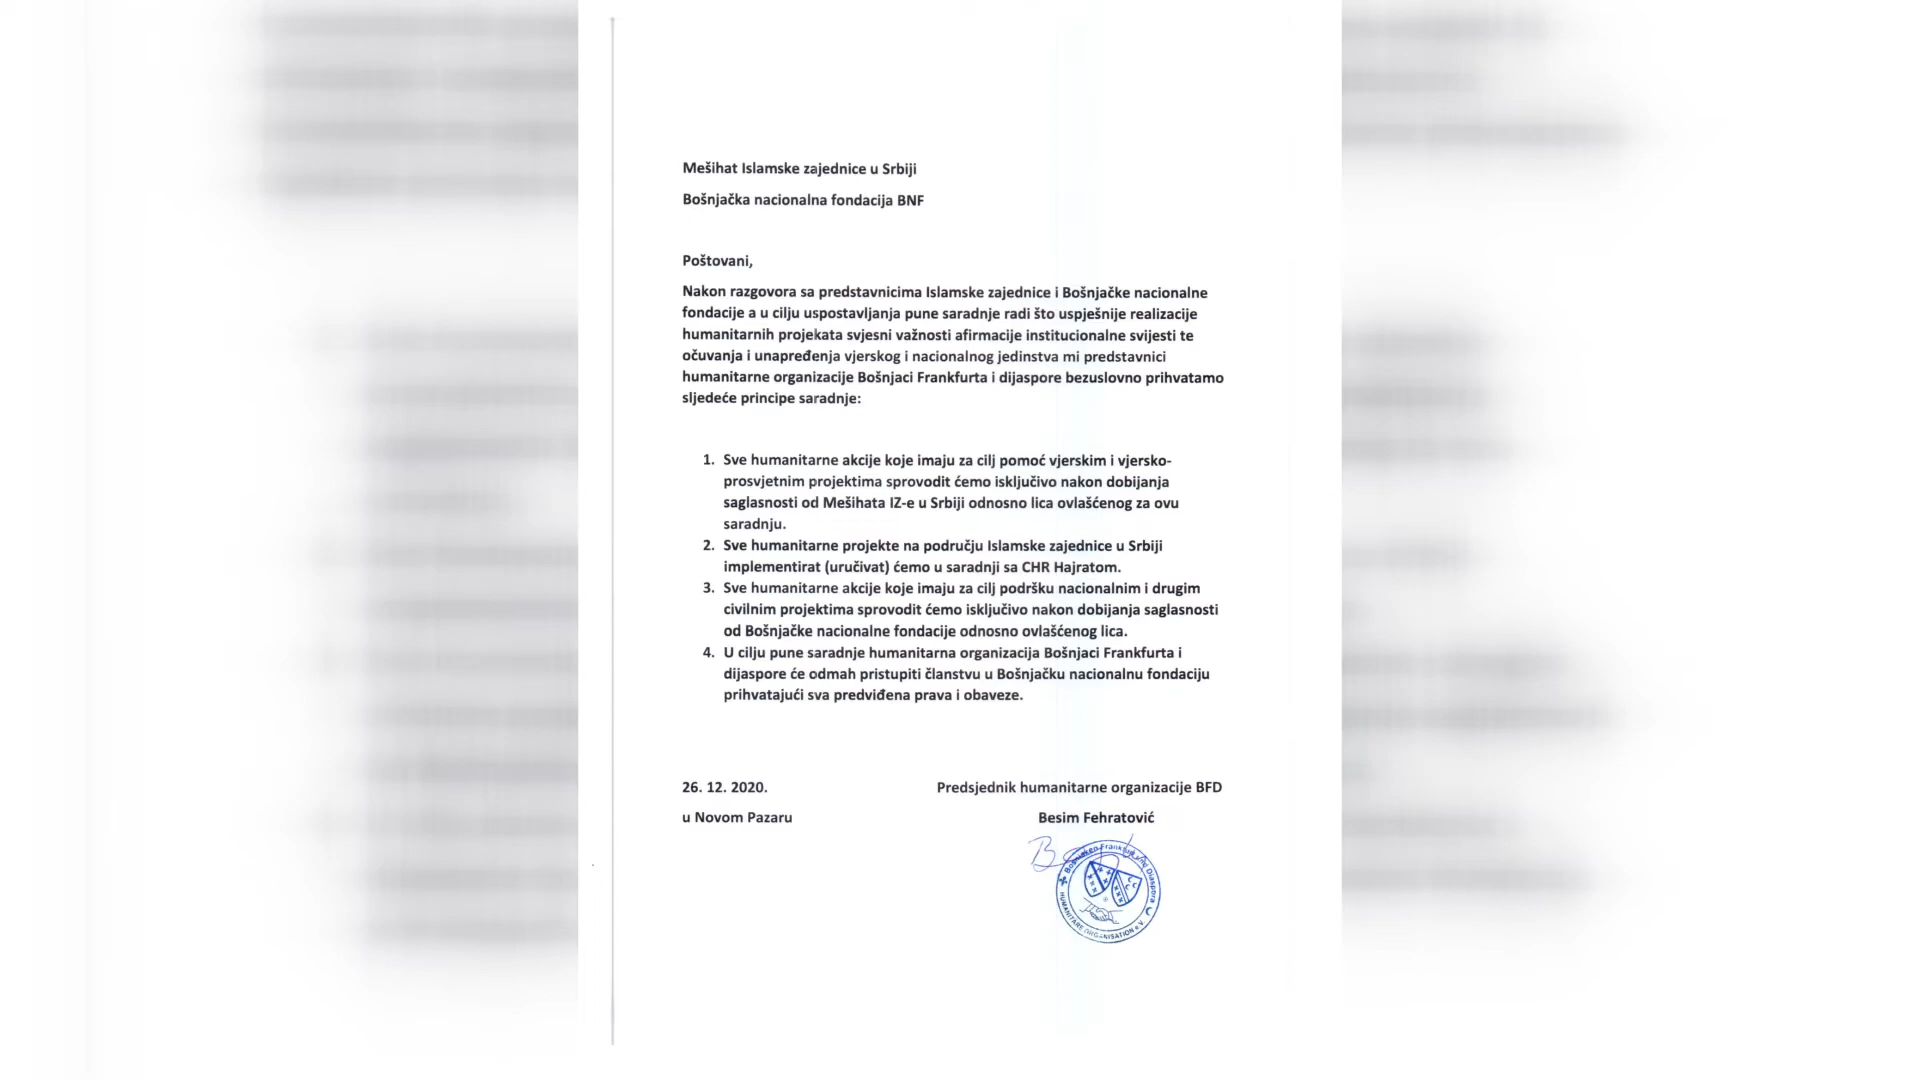 Mešihat Islamske zajednice u Srbiji
Bošnjačka nacionalna fondacija BNF
Poštovani,
Nakon razgovora sa predstavnicima Islamske zajednice i Bošnjačke nacionalne
fondacije a u cilju uspostavljanja pune saradnje radi što uspješnije realizacije
humanitarnih projekata svjesni važnosti afirmacije institucionalne svijesti te
očuvanja i unapređenja vjerskog i nacionalnog jedinstva mi predstavnici
humanitarne organizacije Bošnjaci Frankfurta i dijaspore bezuslovno prihvatamo
sljedeće principe saradnje:
1. Sve humanitarne akcije koje imaju za cilj pomoć vjerskim i vjersko-
prosvjetnim projektima sprovodit ćemo isključivo nakon dobijanja
saglasnosti od Mešihata IZ-e u Srbiji odnosno lica ovlašćenog za ovu
saradnju.
2. Sve humanitarne projekte na području Islamske zajednice u Srbiji
implementirat (uručivat) ćemo u saradnji sa CHR Hajratom.
3. Sve humanitarne akcije koje imaju za cilj podršku nacionalnim i drugim
civilnim projektima sprovodit ćemo isključivo nakon dobijanja saglasnosti
od Bošnjačke nacionalne fondacije odnosno ovlašćenog lica.
4. U cilju pune saradnje humanitarna organizacija Bošnjaci Frankfurta i
dijaspore će odmah pristupiti članstvu u Bošnjačku nacionalnu fondaciju
prihvatajući sva predviđena prava i obaveze.
26. 12. 2020. Predsjednik humanitarne organizacije BFD
u Novom Pazaru Besim Fehratović
Bosniaken Frankfurt und Diaspora
HUMANITÄRE ORGANISATION e.V.